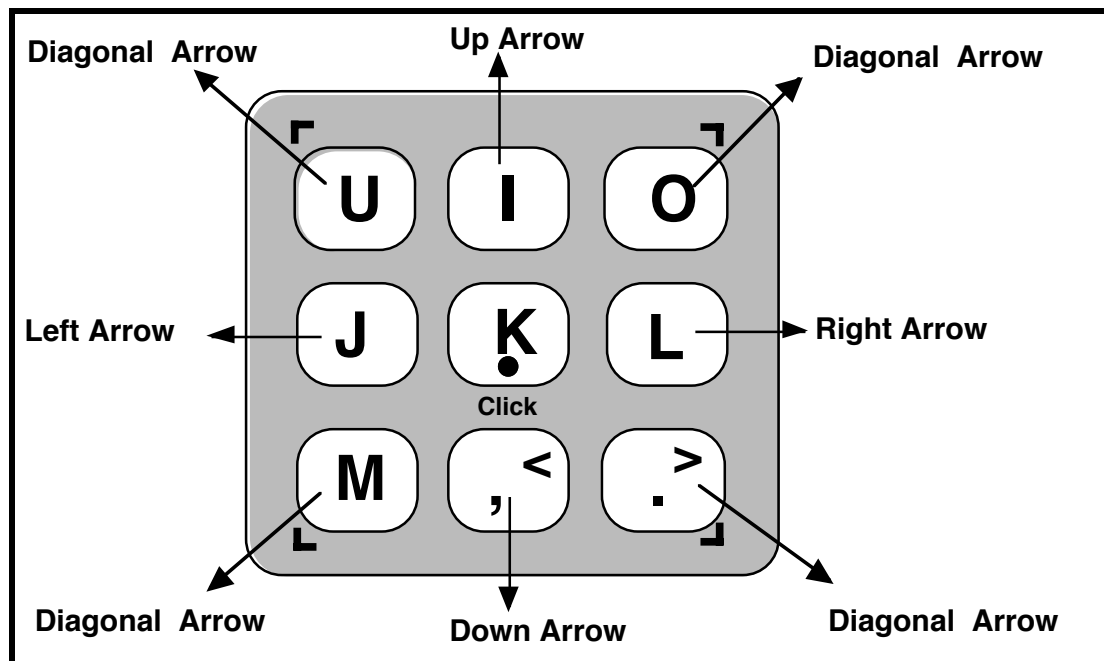 Diagonal Arrow
Up Arrow
Diagonal Arrow
U
I
O
Left Arrow
J
K
L
Right Arrow
Click
M
, <
. >
Diagonal Arrow
Down Arrow
Diagonal Arrow